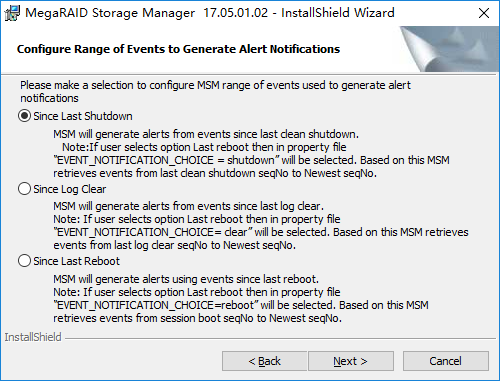 MegaRAID Storage Manager 17.05.01.02 - InstallShield Wizard
Configure Range of Events to Generate Alert Notifications
Please make a selection to configure MSM range of events used to generate alert
notifications
Since Last Shutdown
MSM will generate alerts from events since last clean shutdown.
Note:If user selects option Last reboot then in property file
“EVENT_NOTIFICATION_CHOICE = shutdown” will be selected. Based on this MSM
retrieves events from last clean shutdown seqNo to Newest seqNo.
Since Log Clear
MSM will generate alerts from events since last log clear.
Note: If user selects option Last reboot then in property file
“EVENT_NOTIFICATION_CHOICE= clear” will be selected. Based on this MSM retrieves
events from last log clear seqNo to Newest seqNo.
Since Last Reboot
MSM will generate alerts using events since last reboot.
Note: If user selects option Last reboot then in property file
“EVENT_NOTIFICATION_CHOICE=reboot” will be selected. Based on this MSM
retrieves events from session boot seqNo to Newest seqNo.
InstallShield
< Back
Next >
Cancel